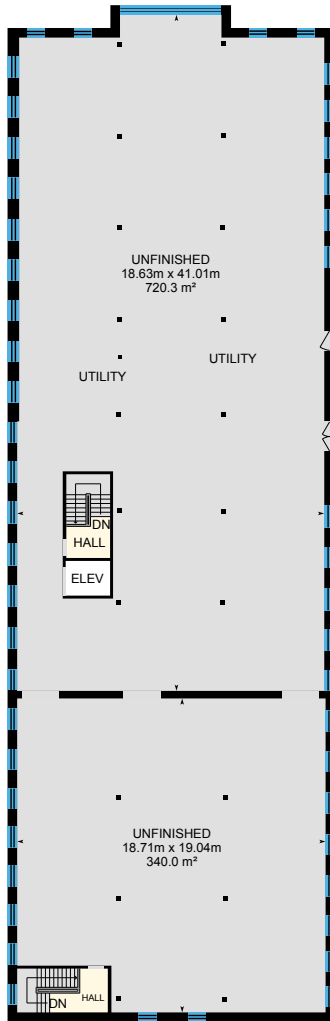 UNFINISHED
18.63m x 41.01m
720.3 m²
UTILITY
UTILITY
DN
HALL
ELEV
UNFINISHED
18.71m x 19.04m
340.0 m²
DN
HALL